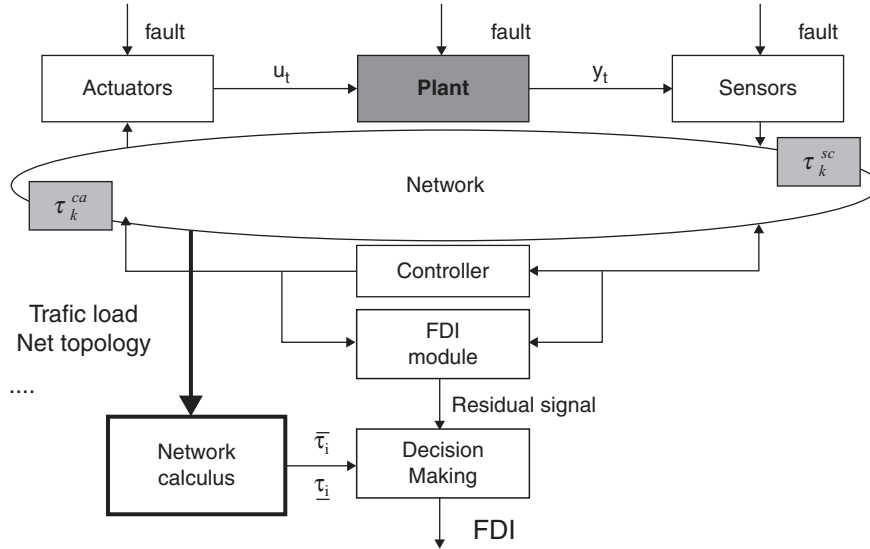 fault
fault
fault
Actuators
u_t
Plant
y_t
Sensors
τ_k^{sc}
Network
τ_k^{ca}
Controller
Trafic load
Net topology
....
FDI
module
Residual signal
Network
calculus
τ̅_i
τ̲_i
Decision
Making
FDI